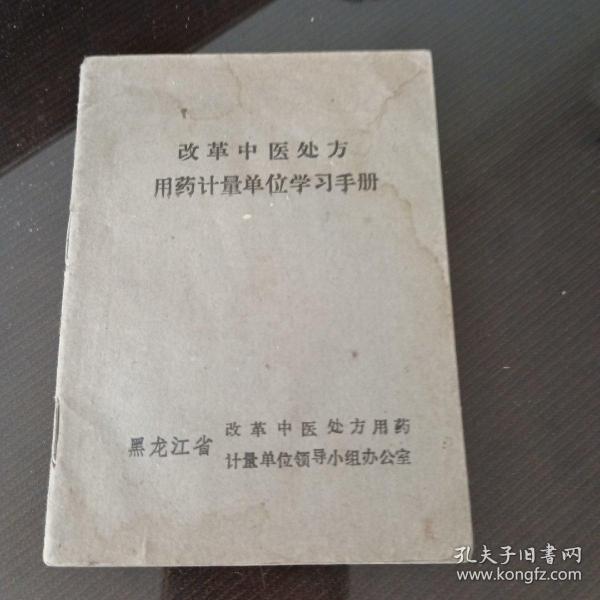 改革中医处方
用药计量单位学习手册
黑龙江省
改革中医处方用药
计量单位领导小组办公室
孔夫子旧书网
www.kongfz.com